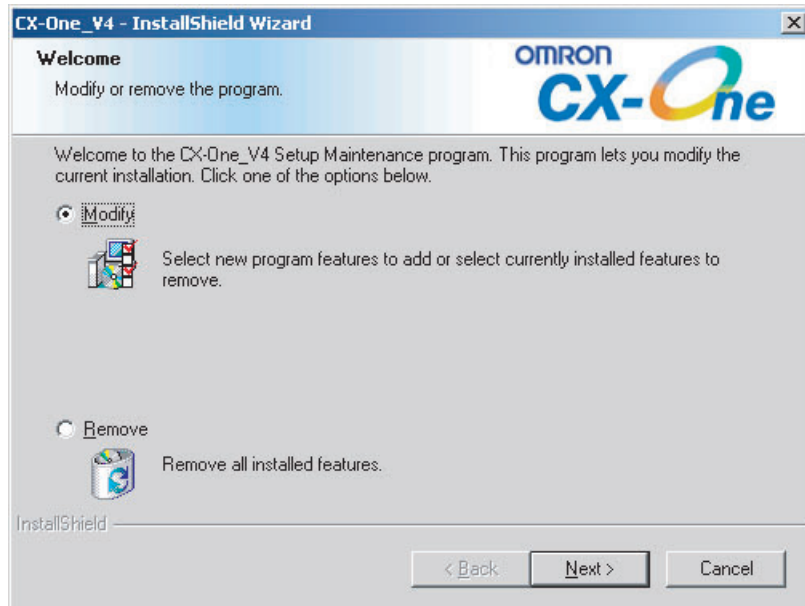 CX-One_V4 - InstallShield Wizard
Welcome
Modify or remove the program.
OMRON
CX-One
Welcome to the CX-One_V4 Setup Maintenance program. This program lets you modify the
current installation. Click one of the options below.
Modify
Select new program features to add or select currently installed features to
remove.
Remove
Remove all installed features.
InstallShield
< Back
Next >
Cancel